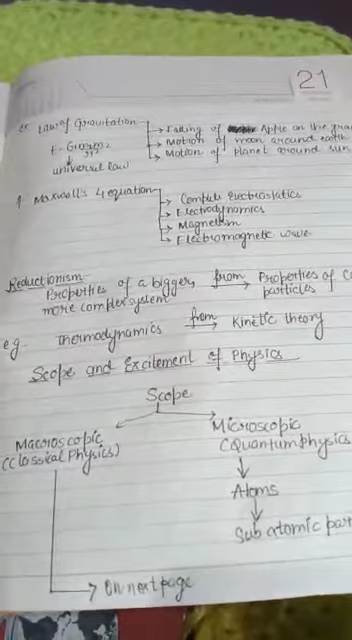 21
ex Law of gravitation → Falling of Apple on the
→ Motion of moon around earth
f = Gm1m2/r2 → Motion of planet around sun
universal law
Maxwell's 4 equation → Complete electrostatics
→ Electrodynamics
→ Magnetism
→ Electromagnetic wave
Reductionism-
Properties of a bigger, from → Properties of
more complex system particles
e.g. Thermodynamics from → Kinetic theory
Scope and Excitement of Physics
Scope
Macroscopic Microscopic
(Classical Physics) (Quantum physics
Atoms
Sub atomic
→ On next page